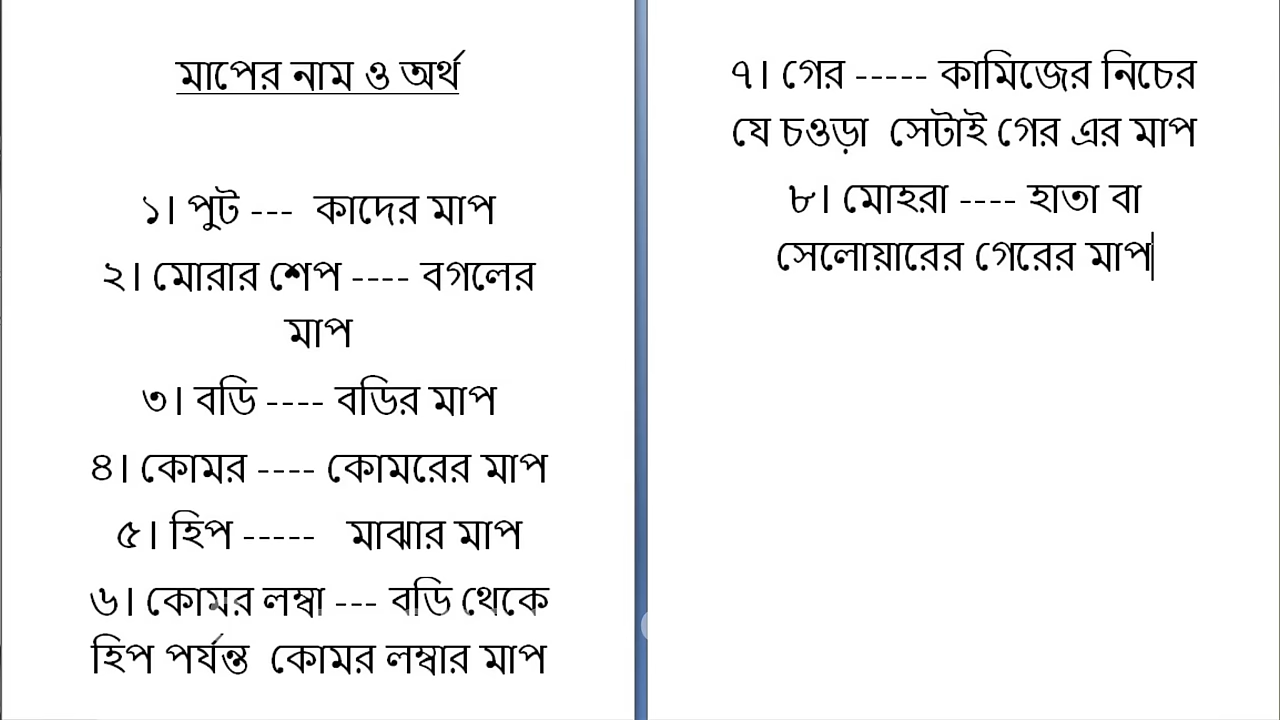 মাপের নাম ও অর্থ
১। পুট --- কাদের মাপ
২। মোরার শেপ ---- বগলের
মাপ
৩। বডি ---- বডির মাপ
৪। কোমর ---- কোমরের মাপ
৫। হিপ ----- মাঝার মাপ
৬। কোমর লম্বা --- বডি থেকে
হিপ পর্যন্ত কোমর লম্বার মাপ
৭। গের ----- কামিজের নিচের
যে চওড়া সেটাই গের এর মাপ
৮। মোহরা ---- হাতা বা
সেলোয়ারের গেরের মাপ